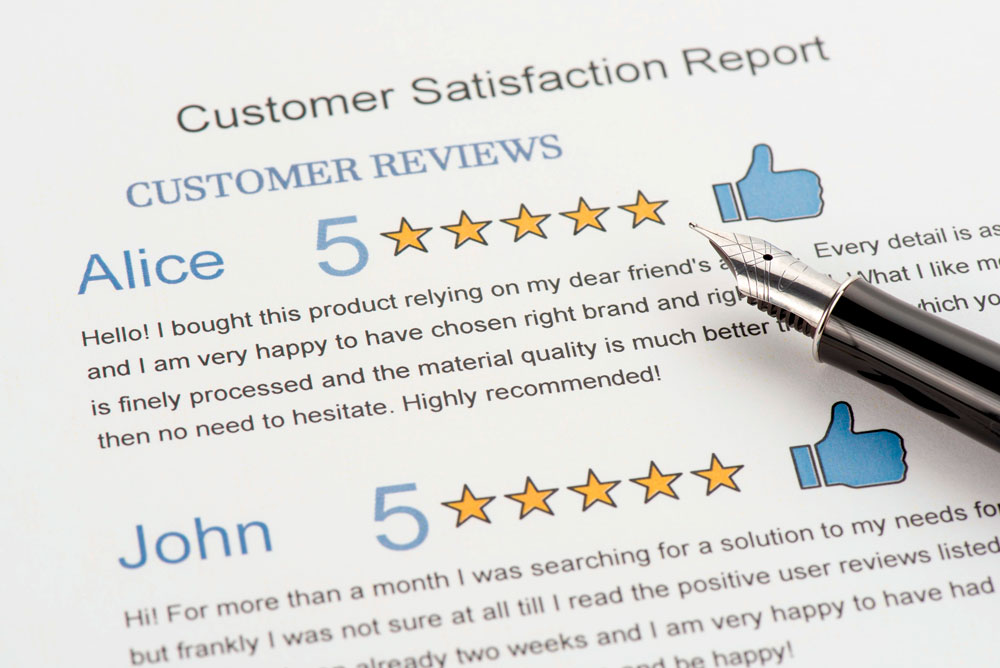 Customer Satisfaction Report
CUSTOMER REVIEWS
Alice 5
Hello! I bought this product relying on my dear friend's Every detail is as
and I am very happy to have chosen right brand and What I like
is finely processed and the material quality is much better which
then no need to hesitate. Highly recommended!
John 5
Hi! For more than a month I was searching for a solution to my needs
but frankly I was not sure at all till I read the positive user reviews listed
already two weeks and I am very happy to have had
and be happy!